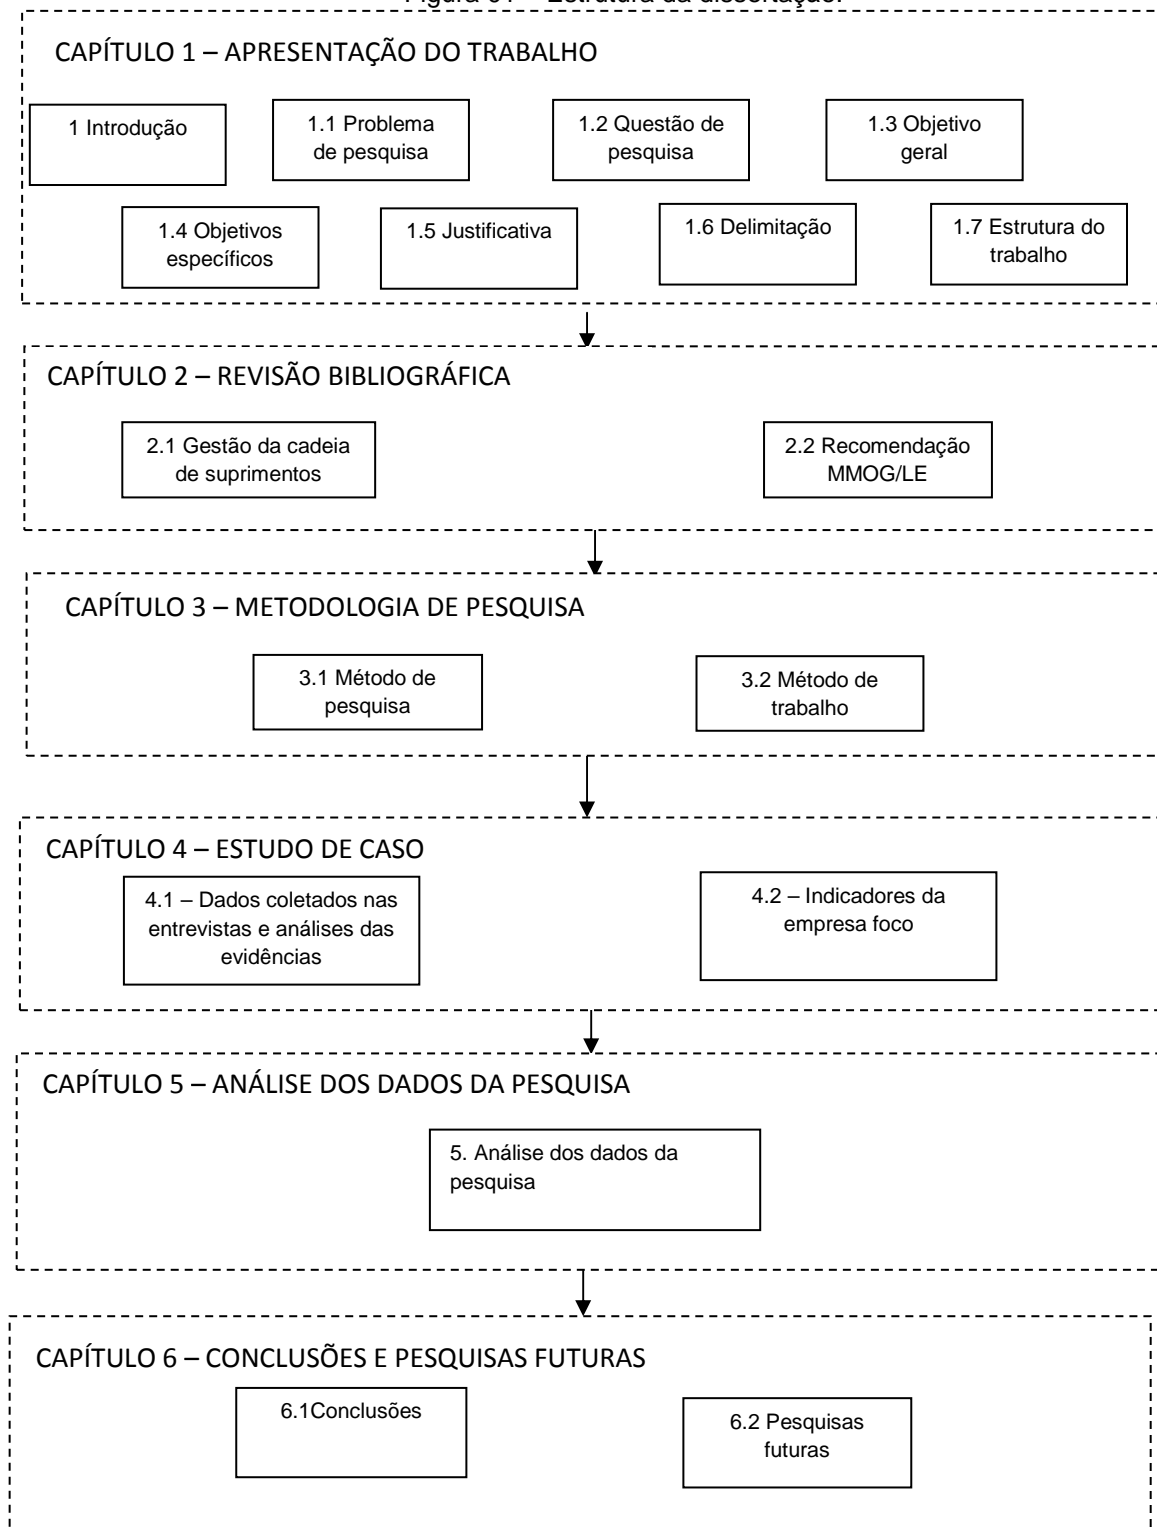 Figura 01 – Estrutura da dissertação.
CAPÍTULO 1 – APRESENTAÇÃO DO TRABALHO
1 Introdução
1.1 Problema
de pesquisa
1.2 Questão de
pesquisa
1.3 Objetivo
geral
1.4 Objetivos
específicos
1.5 Justificativa
1.6 Delimitação
1.7 Estrutura do
trabalho
CAPÍTULO 2 – REVISÃO BIBLIOGRÁFICA
2.1 Gestão da cadeia
de suprimentos
2.2 Recomendação
MMOG/LE
CAPÍTULO 3 – METODOLOGIA DE PESQUISA
3.1 Método de
pesquisa
3.2 Método de
trabalho
CAPÍTULO 4 – ESTUDO DE CASO
4.1 – Dados coletados nas
entrevistas e análises das
evidências
4.2 – Indicadores da
empresa foco
CAPÍTULO 5 – ANÁLISE DOS DADOS DA PESQUISA
5. Análise dos dados da
pesquisa
CAPÍTULO 6 – CONCLUSÕES E PESQUISAS FUTURAS
6.1Conclusões
6.2 Pesquisas
futuras